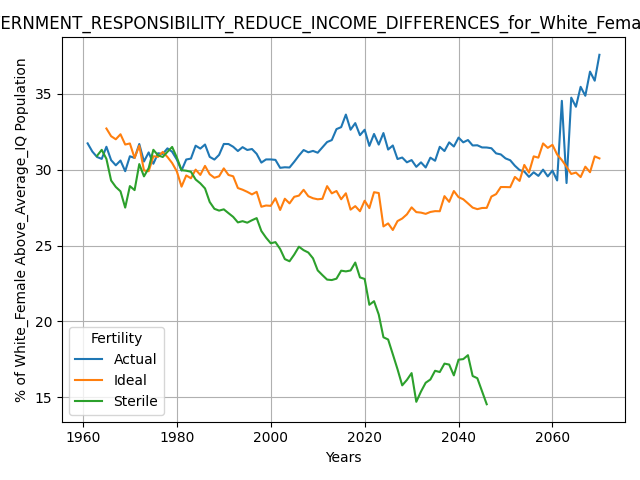 ERNMENT_RESPONSIBILITY_REDUCE_INCOME_DIFFERENCES_for_White_Fema
% of White_Female Above_Average_IQ Population
35
30
25
20
15
Fertility
Actual
Ideal
Sterile
1960 1980 2000 2020 2040 2060
Years